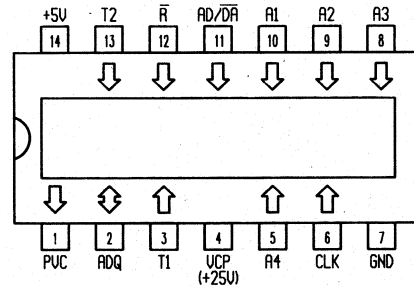 +5V T2 R̅ AD/D̅A̅ A1 A2 A3
14 13 12 11 10 9 8
1 2 3 4 5 6 7
PVC ADQ T1 VCP A4 CLK GND
(+25V)